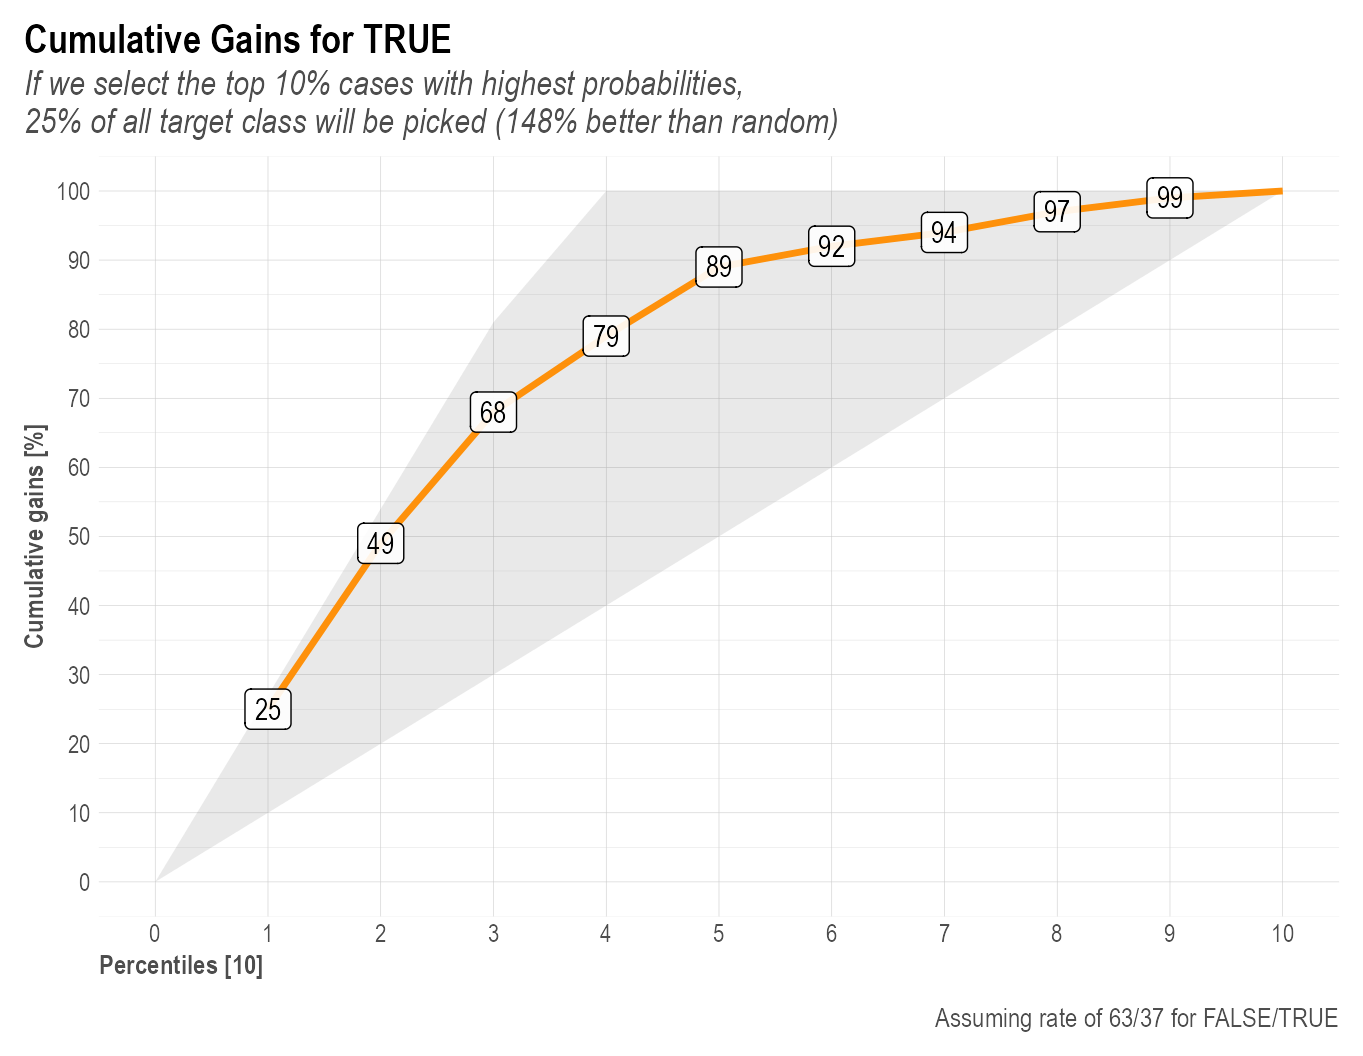 Cumulative Gains for TRUE
If we select the top 10% cases with highest probabilities,
25% of all target class will be picked (148% better than random)
Cumulative gains [%]
100
90
80
70
60
50
40
30
20
10
0
25
49
68
79
89
92
94
97
99
0 1 2 3 4 5 6 7 8 9 10
Percentiles [10]
Assuming rate of 63/37 for FALSE/TRUE